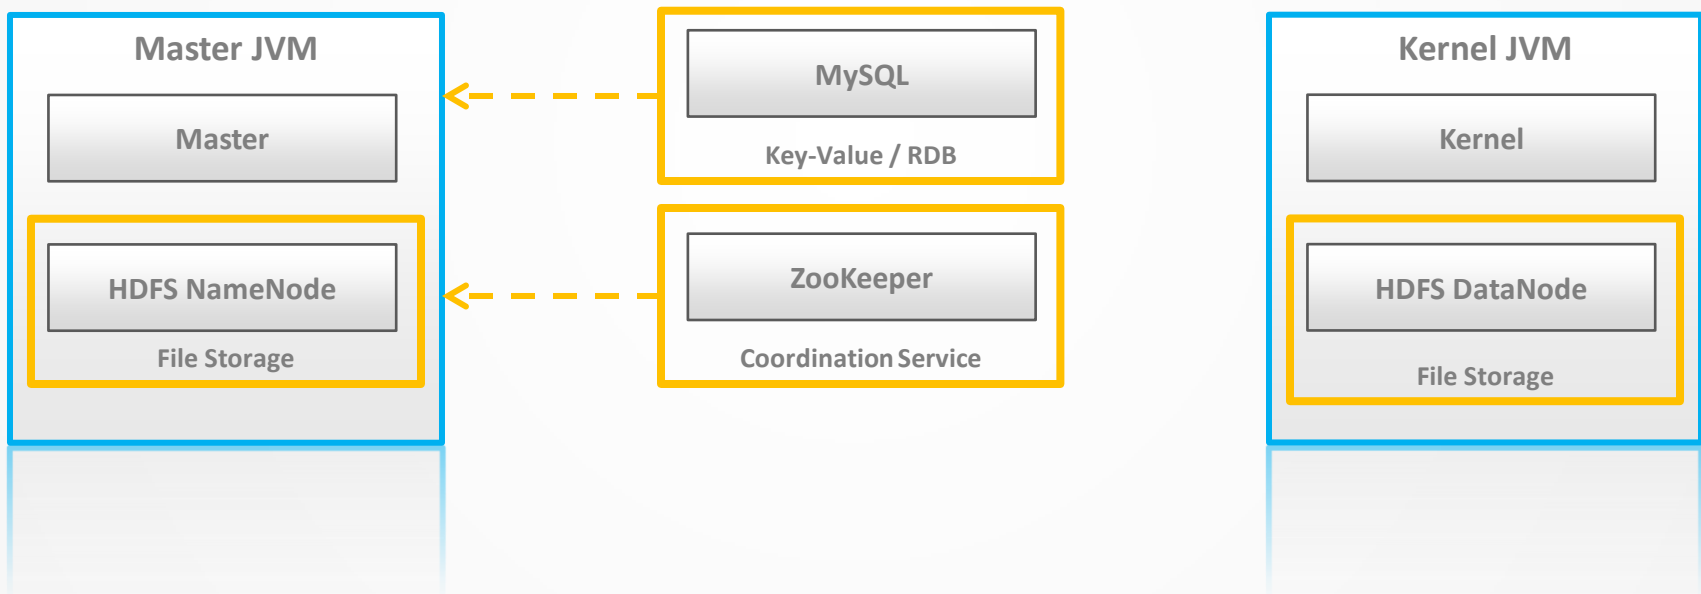 Master JVM
Master
HDFS NameNode
File Storage
MySQL
Key-Value / RDB
ZooKeeper
Coordination Service
Kernel JVM
Kernel
HDFS DataNode
File Storage